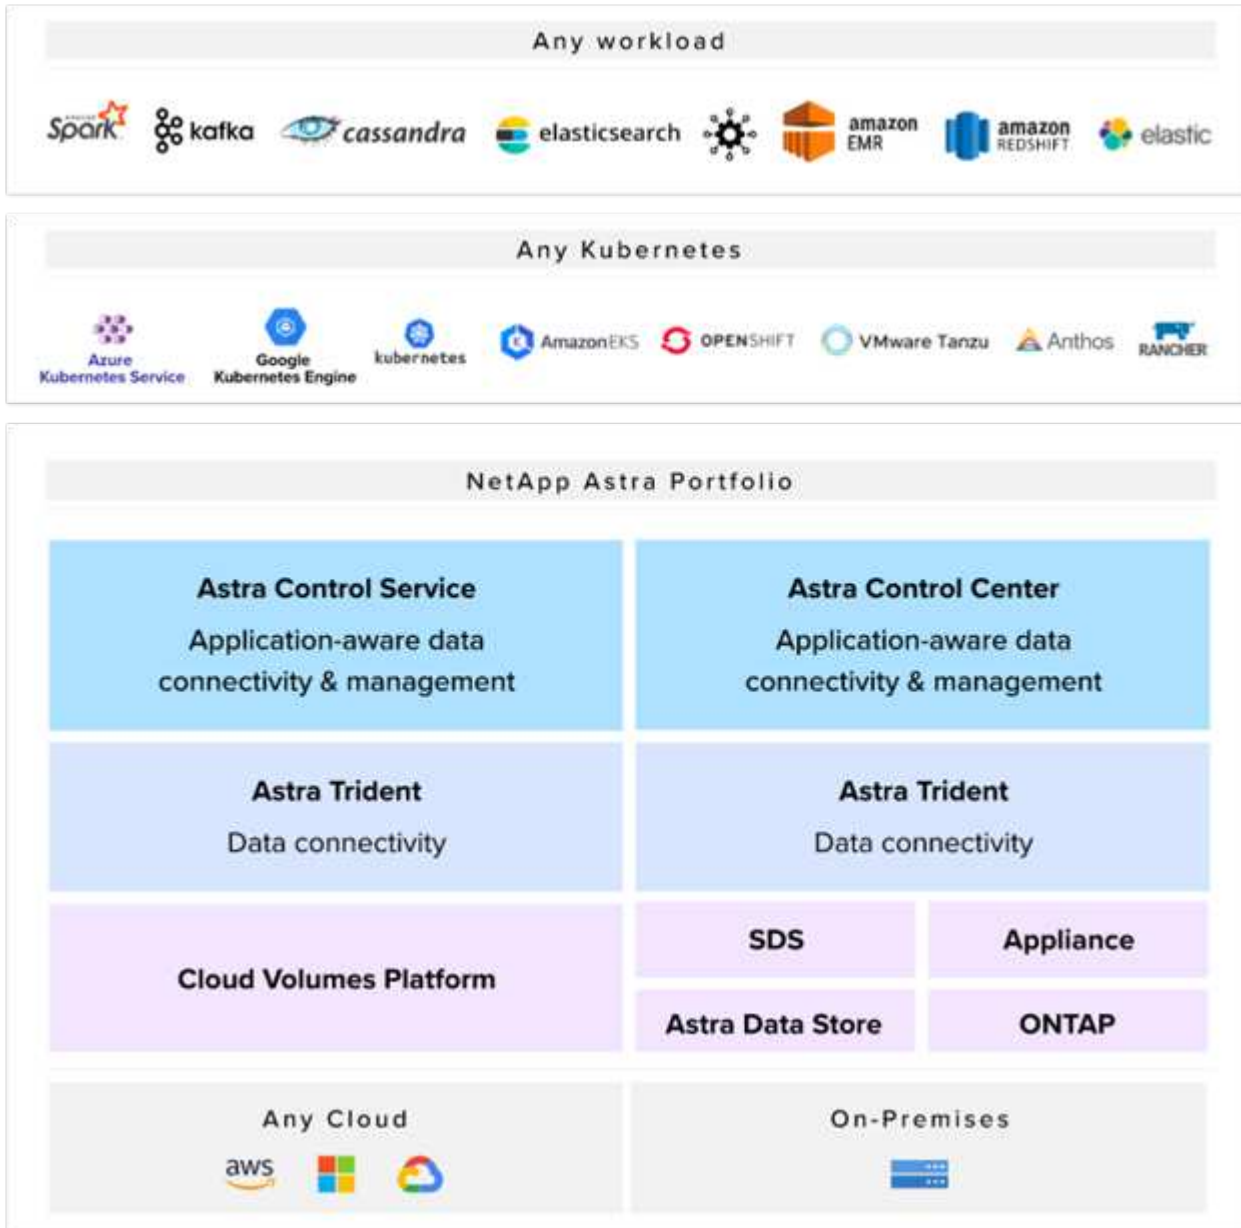 Any workload
APACHE Spark
kafka
cassandra
elasticsearch
amazon EMR
amazon REDSHIFT
elastic
Any Kubernetes
Azure
Kubernetes Service
Google
Kubernetes Engine
kubernetes
Amazon EKS
OPENSHIFT
VMware Tanzu
Anthos
RANCHER
NetApp Astra Portfolio
Astra Control Service
Application-aware data
connectivity & management
Astra Control Center
Application-aware data
connectivity & management
Astra Trident
Data connectivity
Astra Trident
Data connectivity
Cloud Volumes Platform
SDS
Appliance
Astra Data Store
ONTAP
Any Cloud
aws
On-Premises